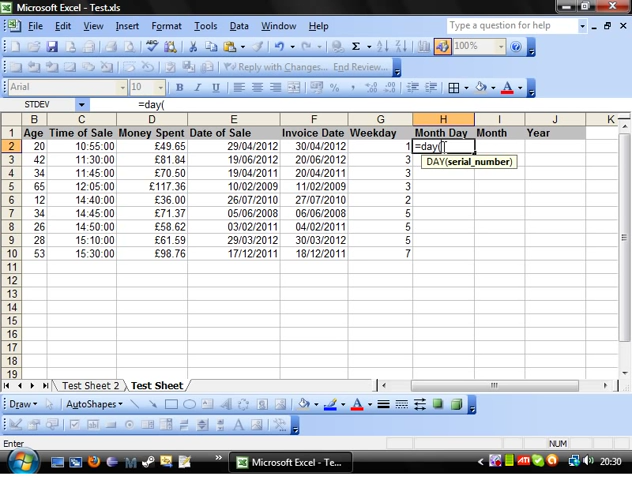 Microsoft Excel - Test.xls
File Edit View Insert Format Tools Data Window Help
Type a question for help
100%
Reply with Changes... End Review...
Arial 10 B I U
STDEV =day(
B C D E F G H I J K
1 Age Time of Sale Money Spent Date of Sale Invoice Date Weekday Month Day Month Year
2 20 10:55:00 £49.65 29/04/2012 30/04/2012 1 =day(
3 42 11:30:00 £81.84 19/06/2012 20/06/2012 3
DAY(serial_number)
4 34 11:45:00 £70.50 19/04/2011 20/04/2011 3
5 65 12:05:00 £117.36 10/02/2009 11/02/2009 3
6 12 14:40:00 £36.00 26/07/2010 27/07/2010 2
7 34 14:45:00 £71.37 05/06/2008 06/06/2008 5
8 26 14:50:00 £58.62 03/02/2011 04/02/2011 5
9 28 15:10:00 £61.59 29/03/2012 30/03/2012 5
10 53 15:30:00 £98.76 17/12/2011 18/12/2011 7
11
12
13
14
15
16
17
18
19
Test Sheet 2 Test Sheet
Draw AutoShapes
Enter NUM
Microsoft Excel - Te... 20:30